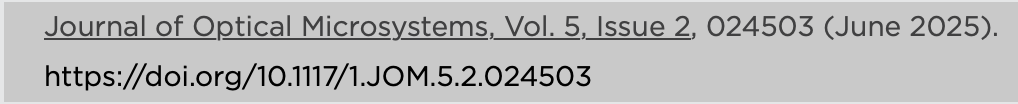 Journal of Optical Microsystems, Vol. 5, Issue 2, 024503 (June 2025).
https://doi.org/10.1117/1.JOM.5.2.024503